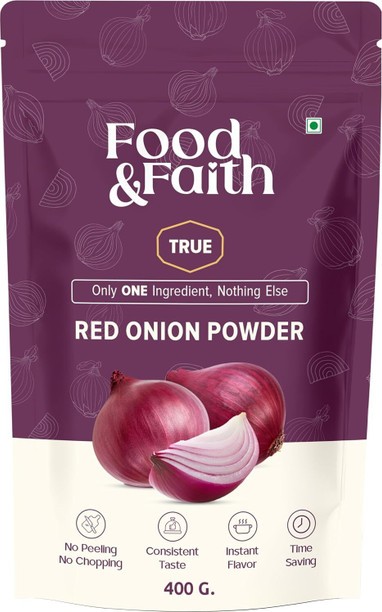 Food
&Faith
TRUE
Only ONE Ingredient, Nothing Else
RED ONION POWDER
No Peeling
No Chopping
Consistent
Taste
Instant
Flavor
Time
Saving
400 G.